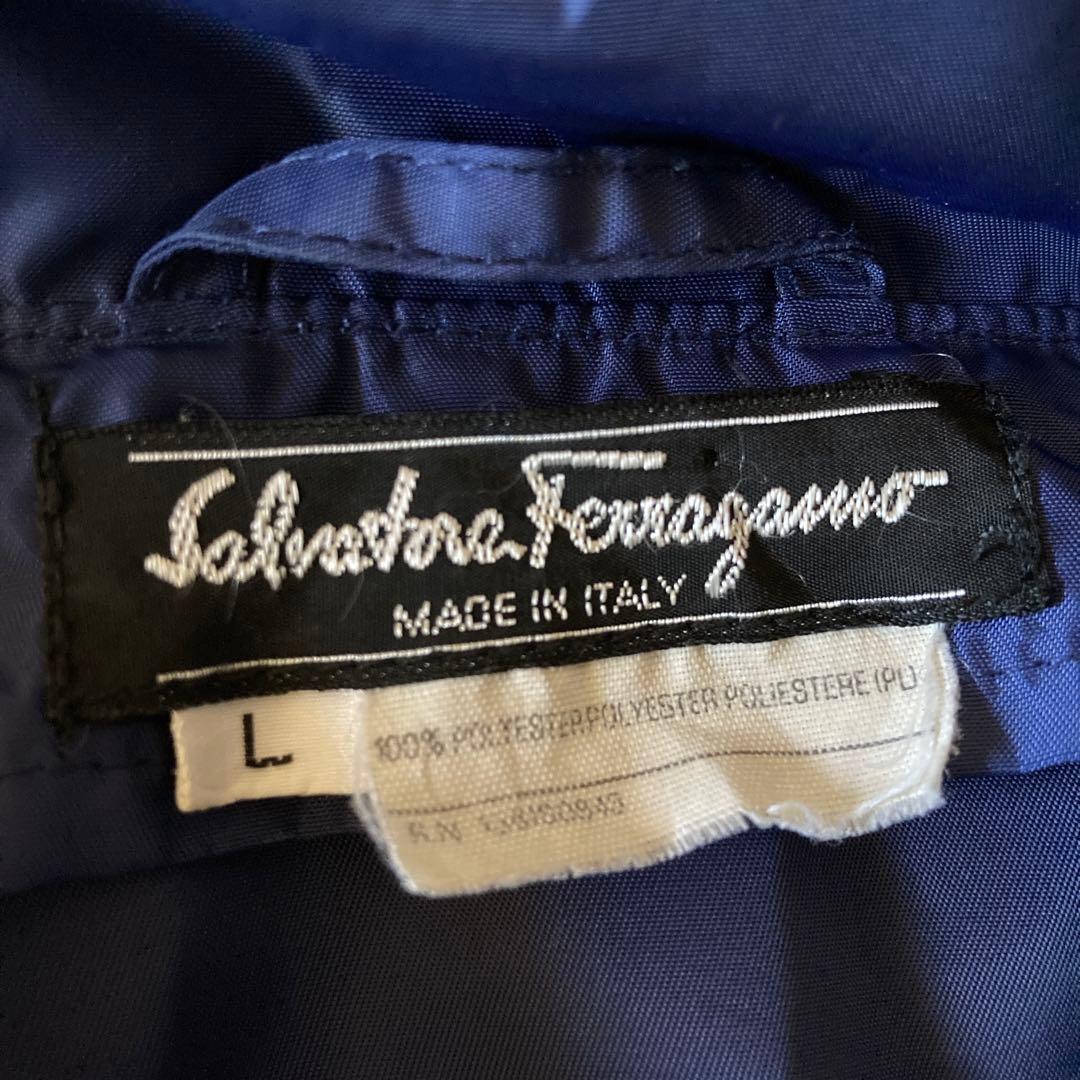 Salvatore Ferragamo
MADE IN ITALY
L
100% POLYESTER POLYESTER POLIESTERE (PL)